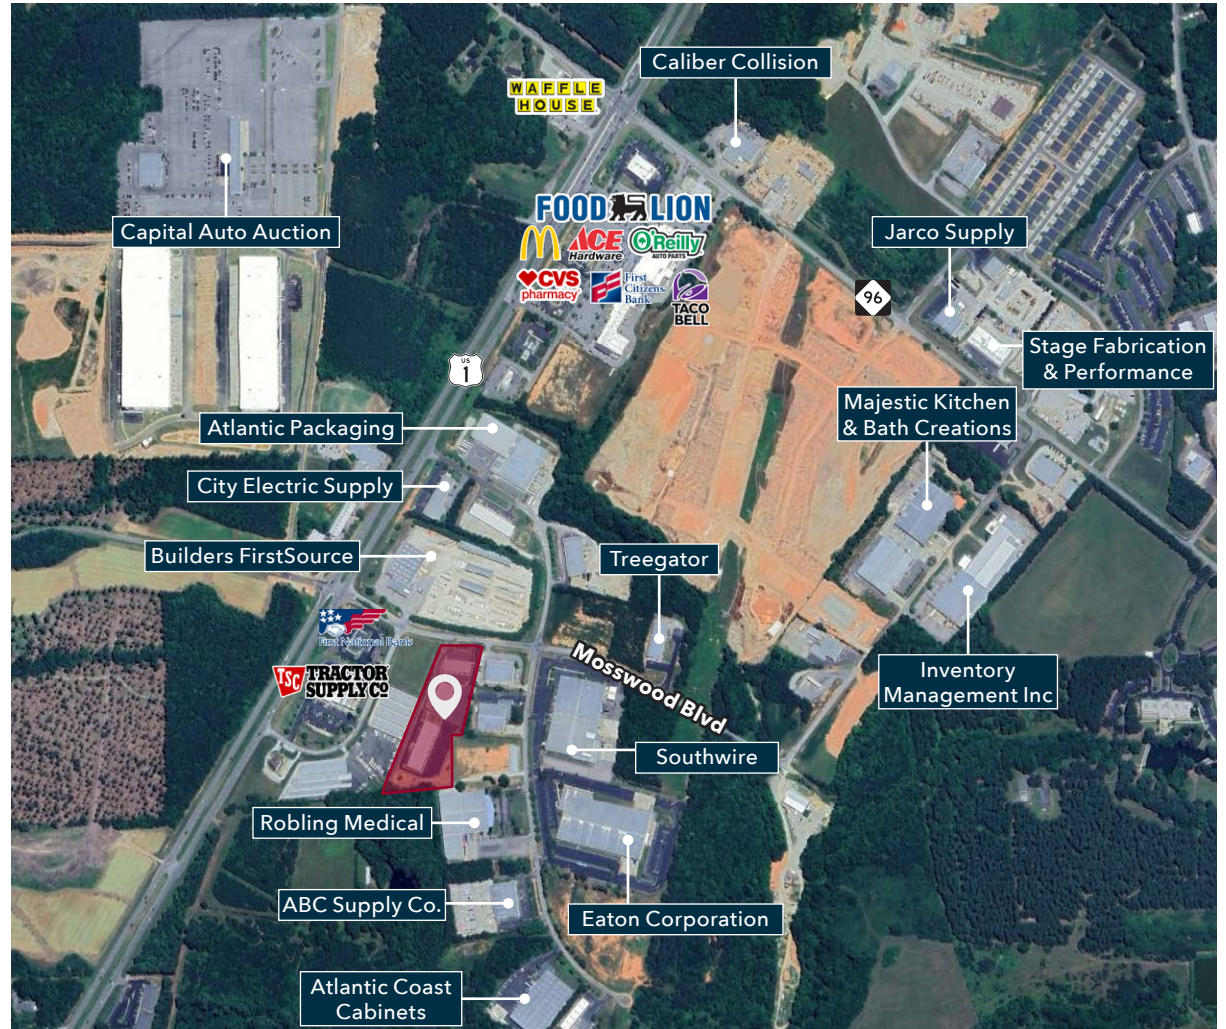 Caliber Collision
WAFFLE
HOUSE
FOOD LION
Capital Auto Auction
Jarco Supply
ACE
Hardware
O'Reilly
AUTO PARTS
CVS
pharmacy
First
Citizens
Bank
TACO
BELL
96
Stage Fabrication
& Performance
US
1
Majestic Kitchen
& Bath Creations
Atlantic Packaging
City Electric Supply
Builders FirstSource
Treegator
First National Bank
Mosswood Blvd
TSC
TRACTOR
SUPPLY CO
Inventory
Management Inc
Southwire
Robling Medical
ABC Supply Co.
Eaton Corporation
Atlantic Coast
Cabinets